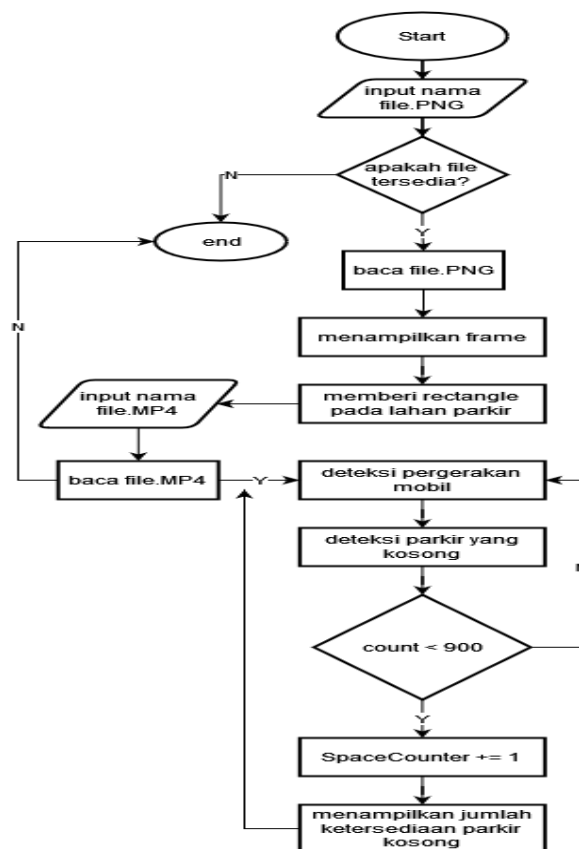 Start
input nama
file.PNG
apakah file
tersedia?
N
end
Y
baca file.PNG
N
menampilkan frame
input nama
file.MP4
memberi rectangle
pada lahan parkir
baca file.MP4
Y
deteksi pergerakan
mobil
deteksi parkir yang
kosong
count < 900
Y
SpaceCounter += 1
menampilkan jumlah
ketersediaan parkir
kosong